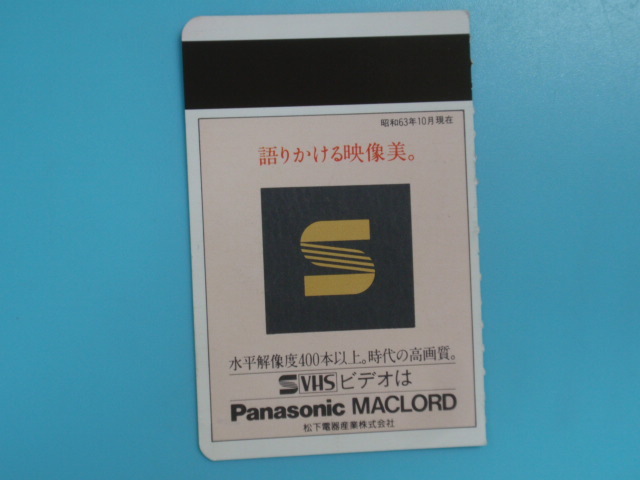 昭和63年10月現在
語りかける映像美。
S
水平解像度400本以上。時代の高画質。
S VHS ビデオは
Panasonic MACLORD
松下電器産業株式会社